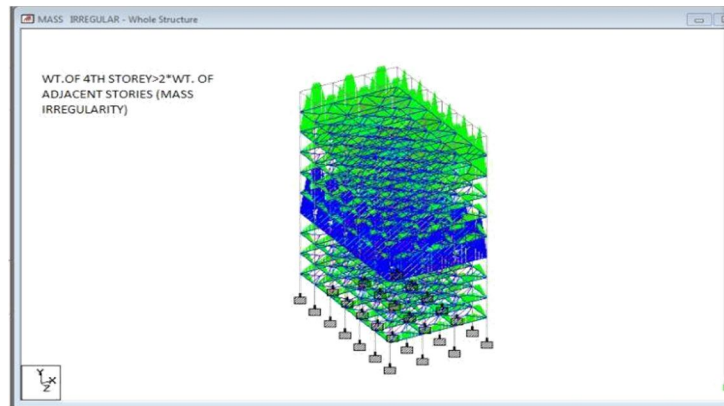 MASS IRREGULAR - Whole Structure
WT.OF 4TH STOREY>2*WT. OF
ADJACENT STORIES (MASS
IRREGULARITY)
Y
X
Z